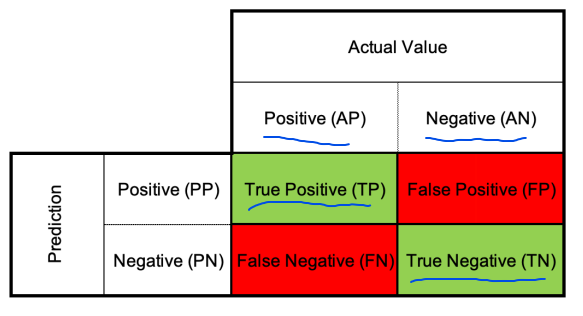 Actual Value
Positive (AP) Negative (AN)
Prediction
Positive (PP) True Positive (TP) False Positive (FP)
Negative (PN) False Negative (FN) True Negative (TN)